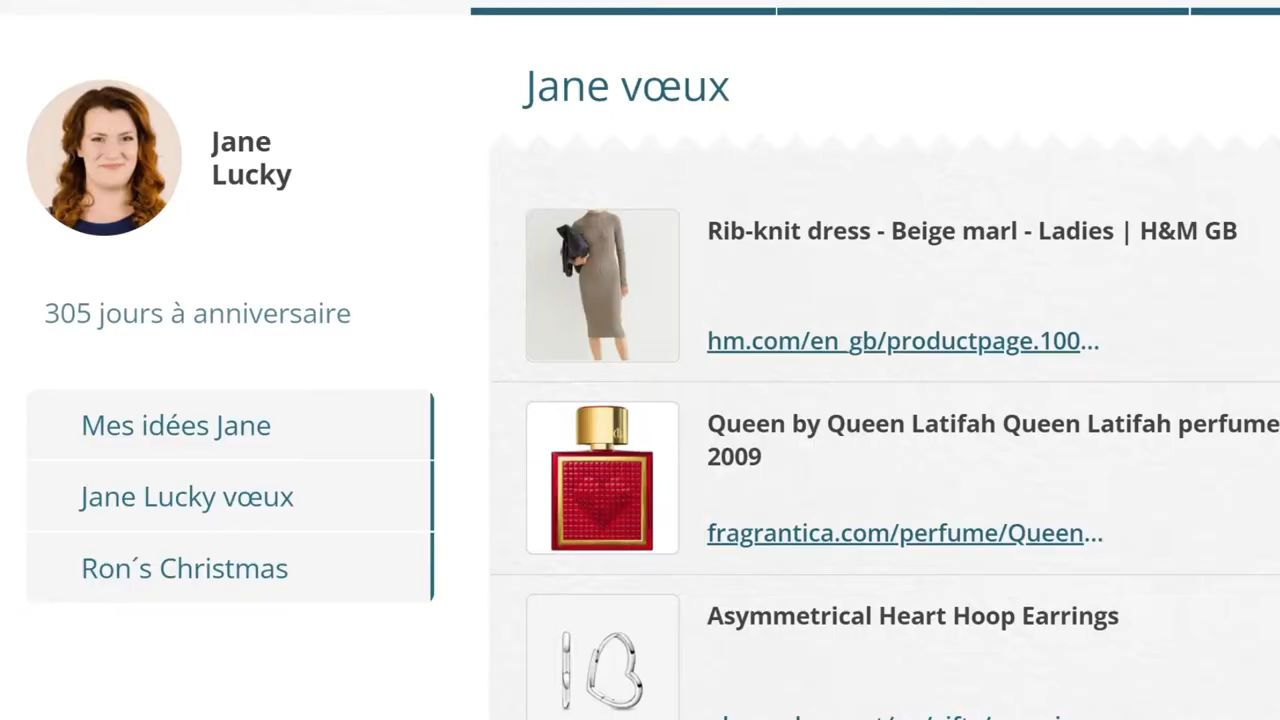 Jane vœux
Jane
Lucky
305 jours à anniversaire
Mes idées Jane
Jane Lucky vœux
Ron´s Christmas
Rib-knit dress - Beige marl - Ladies | H&M GB
hm.com/en_gb/productpage.100...
Queen by Queen Latifah Queen Latifah perfume
2009
fragrantica.com/perfume/Queen...
Asymmetrical Heart Hoop Earrings